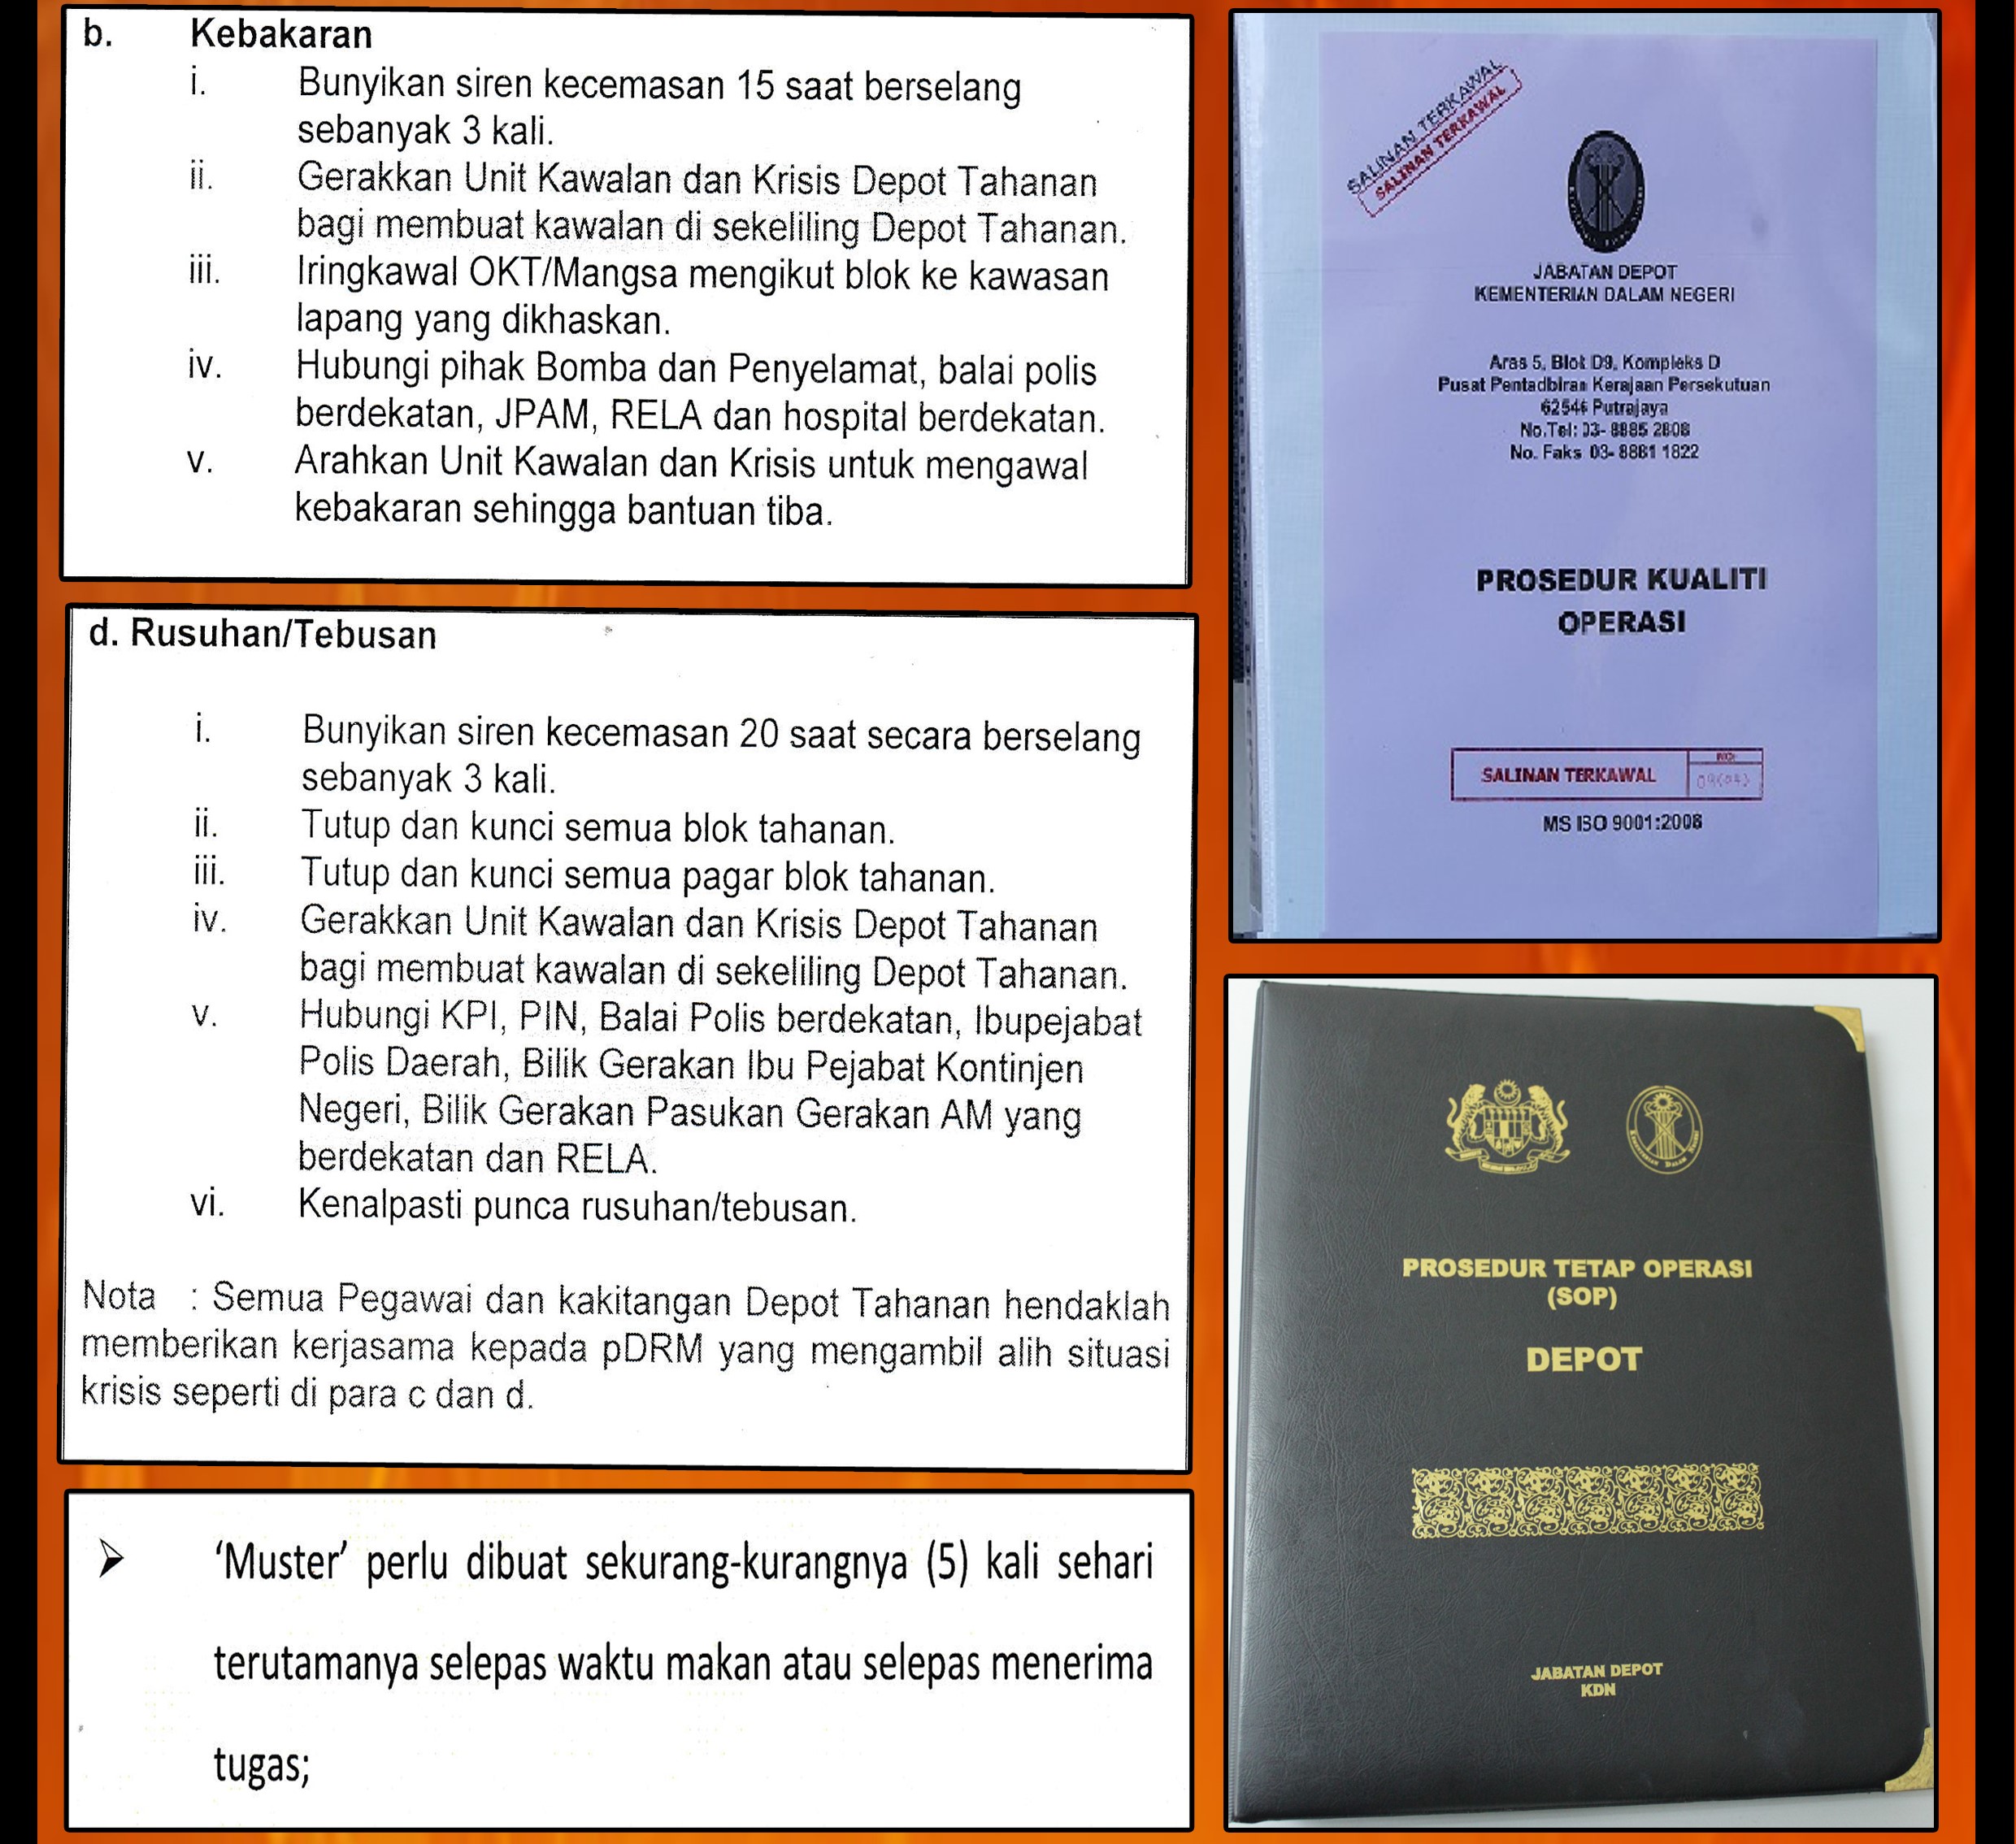 b. Kebakaran
i. Bunyikan siren kecemasan 15 saat berselang
sebanyak 3 kali.
ii. Gerakkan Unit Kawalan dan Krisis Depot Tahanan
bagi membuat kawalan di sekeliling Depot Tahanan.
iii. Iringkawal OKT/Mangsa mengikut blok ke kawasan
lapang yang dikhaskan.
iv. Hubungi pihak Bomba dan Penyelamat, balai polis
berdekatan, JPAM, RELA dan hospital berdekatan.
v. Arahkan Unit Kawalan dan Krisis untuk mengawal
kebakaran sehingga bantuan tiba.
d. Rusuhan/Tebusan
i. Bunyikan siren kecemasan 20 saat secara berselang
sebanyak 3 kali.
ii. Tutup dan kunci semua blok tahanan.
iii. Tutup dan kunci semua pagar blok tahanan.
iv. Gerakkan Unit Kawalan dan Krisis Depot Tahanan
bagi membuat kawalan di sekeliling Depot Tahanan.
v. Hubungi KPI, PIN, Balai Polis berdekatan, Ibupejabat
Polis Daerah, Bilik Gerakan Ibu Pejabat Kontinjen
Negeri, Bilik Gerakan Pasukan Gerakan AM yang
berdekatan dan RELA.
vi. Kenalpasti punca rusuhan/tebusan.
Nota : Semua Pegawai dan kakitangan Depot Tahanan hendaklah
memberikan kerjasama kepada pDRM yang mengambil alih situasi
krisis seperti di para c dan d.
➢ 'Muster' perlu dibuat sekurang-kurangnya (5) kali sehari
terutamanya selepas waktu makan atau selepas menerima
tugas;
SALINAN TERKAWAL
SALINAN TERKAWAL
JABATAN DEPOT
KEMENTERIAN DALAM NEGERI
Aras 5, Blok D9, Kompleks D
Pusat Pentadbiran Kerajaan Persekutuan
62546 Putrajaya
No.Tel: 03- 8885 2808
No. Faks 03- 8881 1822
PROSEDUR KUALITI
OPERASI
SALINAN TERKAWAL
MS ISO 9001:2008
PROSEDUR TETAP OPERASI
(SOP)
DEPOT
JABATAN DEPOT
KDN